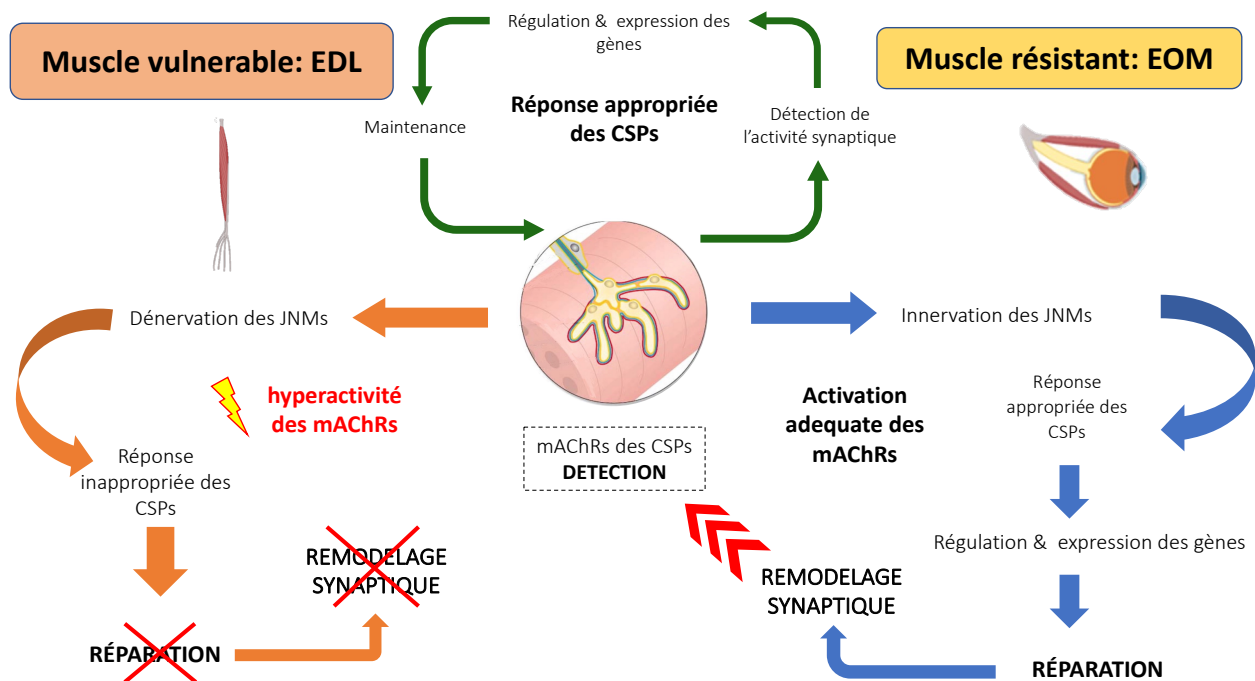 Muscle vulnerable: EDL
Régulation & expression des
gènes
Muscle résistant: EOM
Réponse appropriée
des CSPs
Maintenance
Détection de
l'activité synaptique
Dénervation des JNMs
hyperactivité
des mAChRs
Réponse
inappropriée des
CSPs
RÉPARATION
REMODELAGE
SYNAPTIQUE
mAChRs des CSPs
DETECTION
Innervation des JNMs
Activation
adequate des
mAChRs
Réponse
appropriée des
CSPs
Régulation & expression des gènes
RÉPARATION
REMODELAGE
SYNAPTIQUE